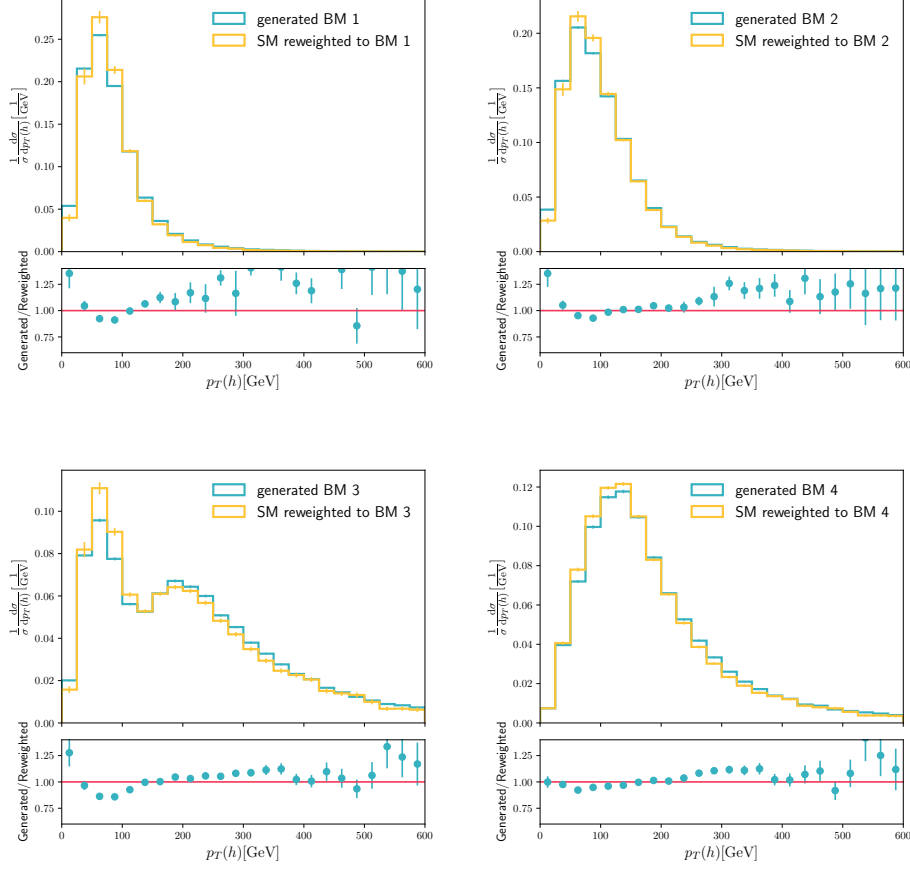 generated BM 1
SM reweighted to BM 1
0.25
0.20
0.15
0.10
0.05
0.00
1/σ dσ/dp_T(h) [1/GeV]
Generated/Reweighted
1.25
1.00
0.75
0 100 200 300 400 500 600
p_T(h)[GeV]
generated BM 2
SM reweighted to BM 2
0.20
0.15
0.10
0.05
0.00
1/σ dσ/dp_T(h) [1/GeV]
Generated/Reweighted
1.25
1.00
0.75
0 100 200 300 400 500 600
p_T(h)[GeV]
generated BM 3
SM reweighted to BM 3
0.10
0.08
0.06
0.04
0.02
0.00
1/σ dσ/dp_T(h) [1/GeV]
Generated/Reweighted
1.25
1.00
0.75
0 100 200 300 400 500 600
p_T(h)[GeV]
generated BM 4
SM reweighted to BM 4
0.12
0.10
0.08
0.06
0.04
0.02
0.00
1/σ dσ/dp_T(h) [1/GeV]
Generated/Reweighted
1.25
1.00
0.75
0 100 200 300 400 500 600
p_T(h)[GeV]